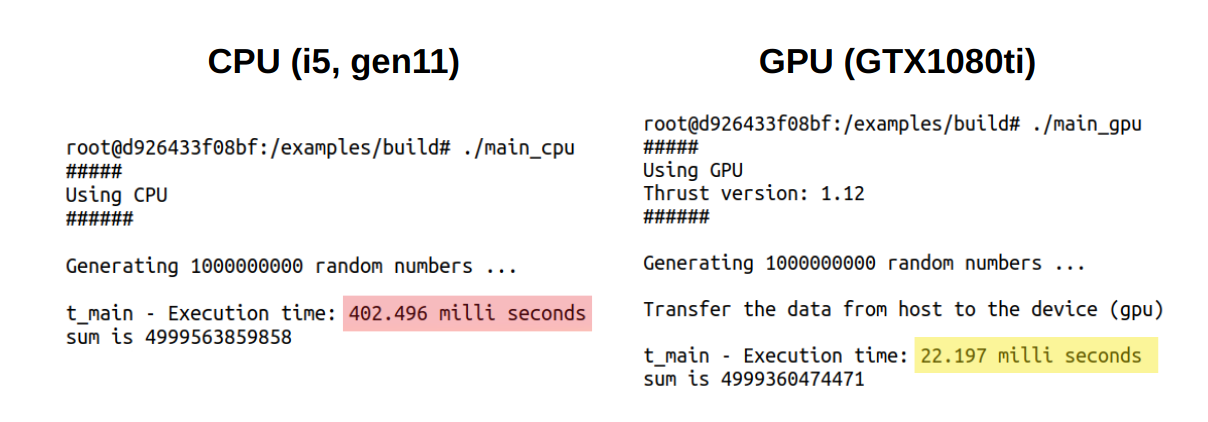 CPU (i5, gen11)
root@d926433f08bf:/examples/build# ./main_cpu
#####
Using CPU
######
Generating 1000000000 random numbers ...
t_main - Execution time: 402.496 milli seconds
sum is 4999563859858
GPU (GTX1080ti)
root@d926433f08bf:/examples/build# ./main_gpu
#####
Using GPU
Thrust version: 1.12
######
Generating 1000000000 random numbers ...
Transfer the data from host to the device (gpu)
t_main - Execution time: 22.197 milli seconds
sum is 4999360474471